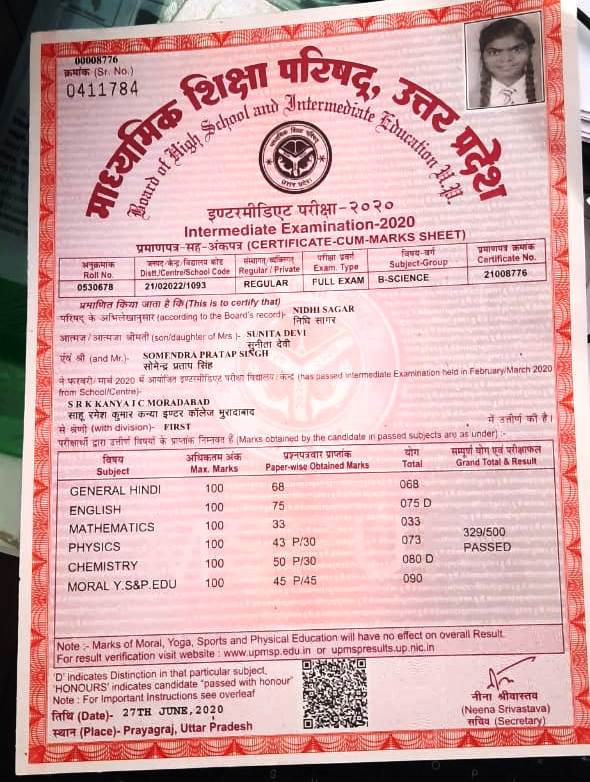 00008776
क्रमांक (Sr. No.)
0411784
माध्यमिक शिक्षा परिषद्, उत्तर प्रदेश
Board of High School and Intermediate Education U.P.
इण्टरमीडिएट परीक्षा-२०२०
Intermediate Examination-2020
प्रमाणपत्र-सह-अंकपत्र (CERTIFICATE-CUM-MARKS SHEET)
अनुक्रमांक जनपद/केन्द्र/विद्यालय कोड संस्थागत/व्यक्तिगत परीक्षा प्रवर्ग विषय-वर्ग प्रमाणपत्र क्रमांक
Roll No. Distt./Centre/School Code Regular / Private Exam. Type Subject-Group Certificate No.
0530678 21/02022/1093 REGULAR FULL EXAM B-SCIENCE 21008776
प्रमाणित किया जाता है कि (This is to certify that)
परिषद् के अभिलेखानुसार (according to the Board's record)- NIDHI SAGAR
निधि सागर
आत्मज / आत्मजा श्रीमती (son/daughter of Mrs )- SUNITA DEVI
सुनीता देवी
एवं श्री (and Mr.)- SOMENDRA PRATAP SINGH
सोमेन्द्र प्रताप सिंह
ने फरवरी/मार्च 2020 में आयोजित इण्टरमीडिएट परीक्षा विद्यालय/केन्द्र (has passed Intermediate Examination held in February/March 2020
from School/Centre)-
S R K KANYA I C MORADABAD
साहू रमेश कुमार कन्या इण्टर कॉलेज मुरादाबाद
से श्रेणी (with division)- FIRST में उत्तीर्ण की है।
परीक्षार्थी द्वारा उत्तीर्ण विषयों के प्राप्तांक निम्नवत हैं (Marks obtained by the candidate in passed subjects are as under) :-
विषय अधिकतम अंक प्रश्नपत्रवार प्राप्तांक योग सम्पूर्ण योग एवं परीक्षाफल
Subject Max. Marks Paper-wise Obtained Marks Total Grand Total & Result
GENERAL HINDI 100 68 068
ENGLISH 100 75 075 D
MATHEMATICS 100 33 033
329/500
PHYSICS 100 43 P/30 073 PASSED
CHEMISTRY 100 50 P/30 080 D
MORAL Y.S&P.EDU 100 45 P/45 090
Note :- Marks of Moral, Yoga, Sports and Physical Education will have no effect on overall Result.
For result verification visit website : www.upmsp.edu.in or upmspresults.up.nic.in
'D' indicates Distinction in that particular subject.
'HONOURS' indicates candidate "passed with honour"
Note : For Important Instructions see overleaf
तिथि (Date)- 27TH JUNE,2020
स्थान (Place)- Prayagraj, Uttar Pradesh
नीना श्रीवास्तव
(Neena Srivastava)
सचिव (Secretary)